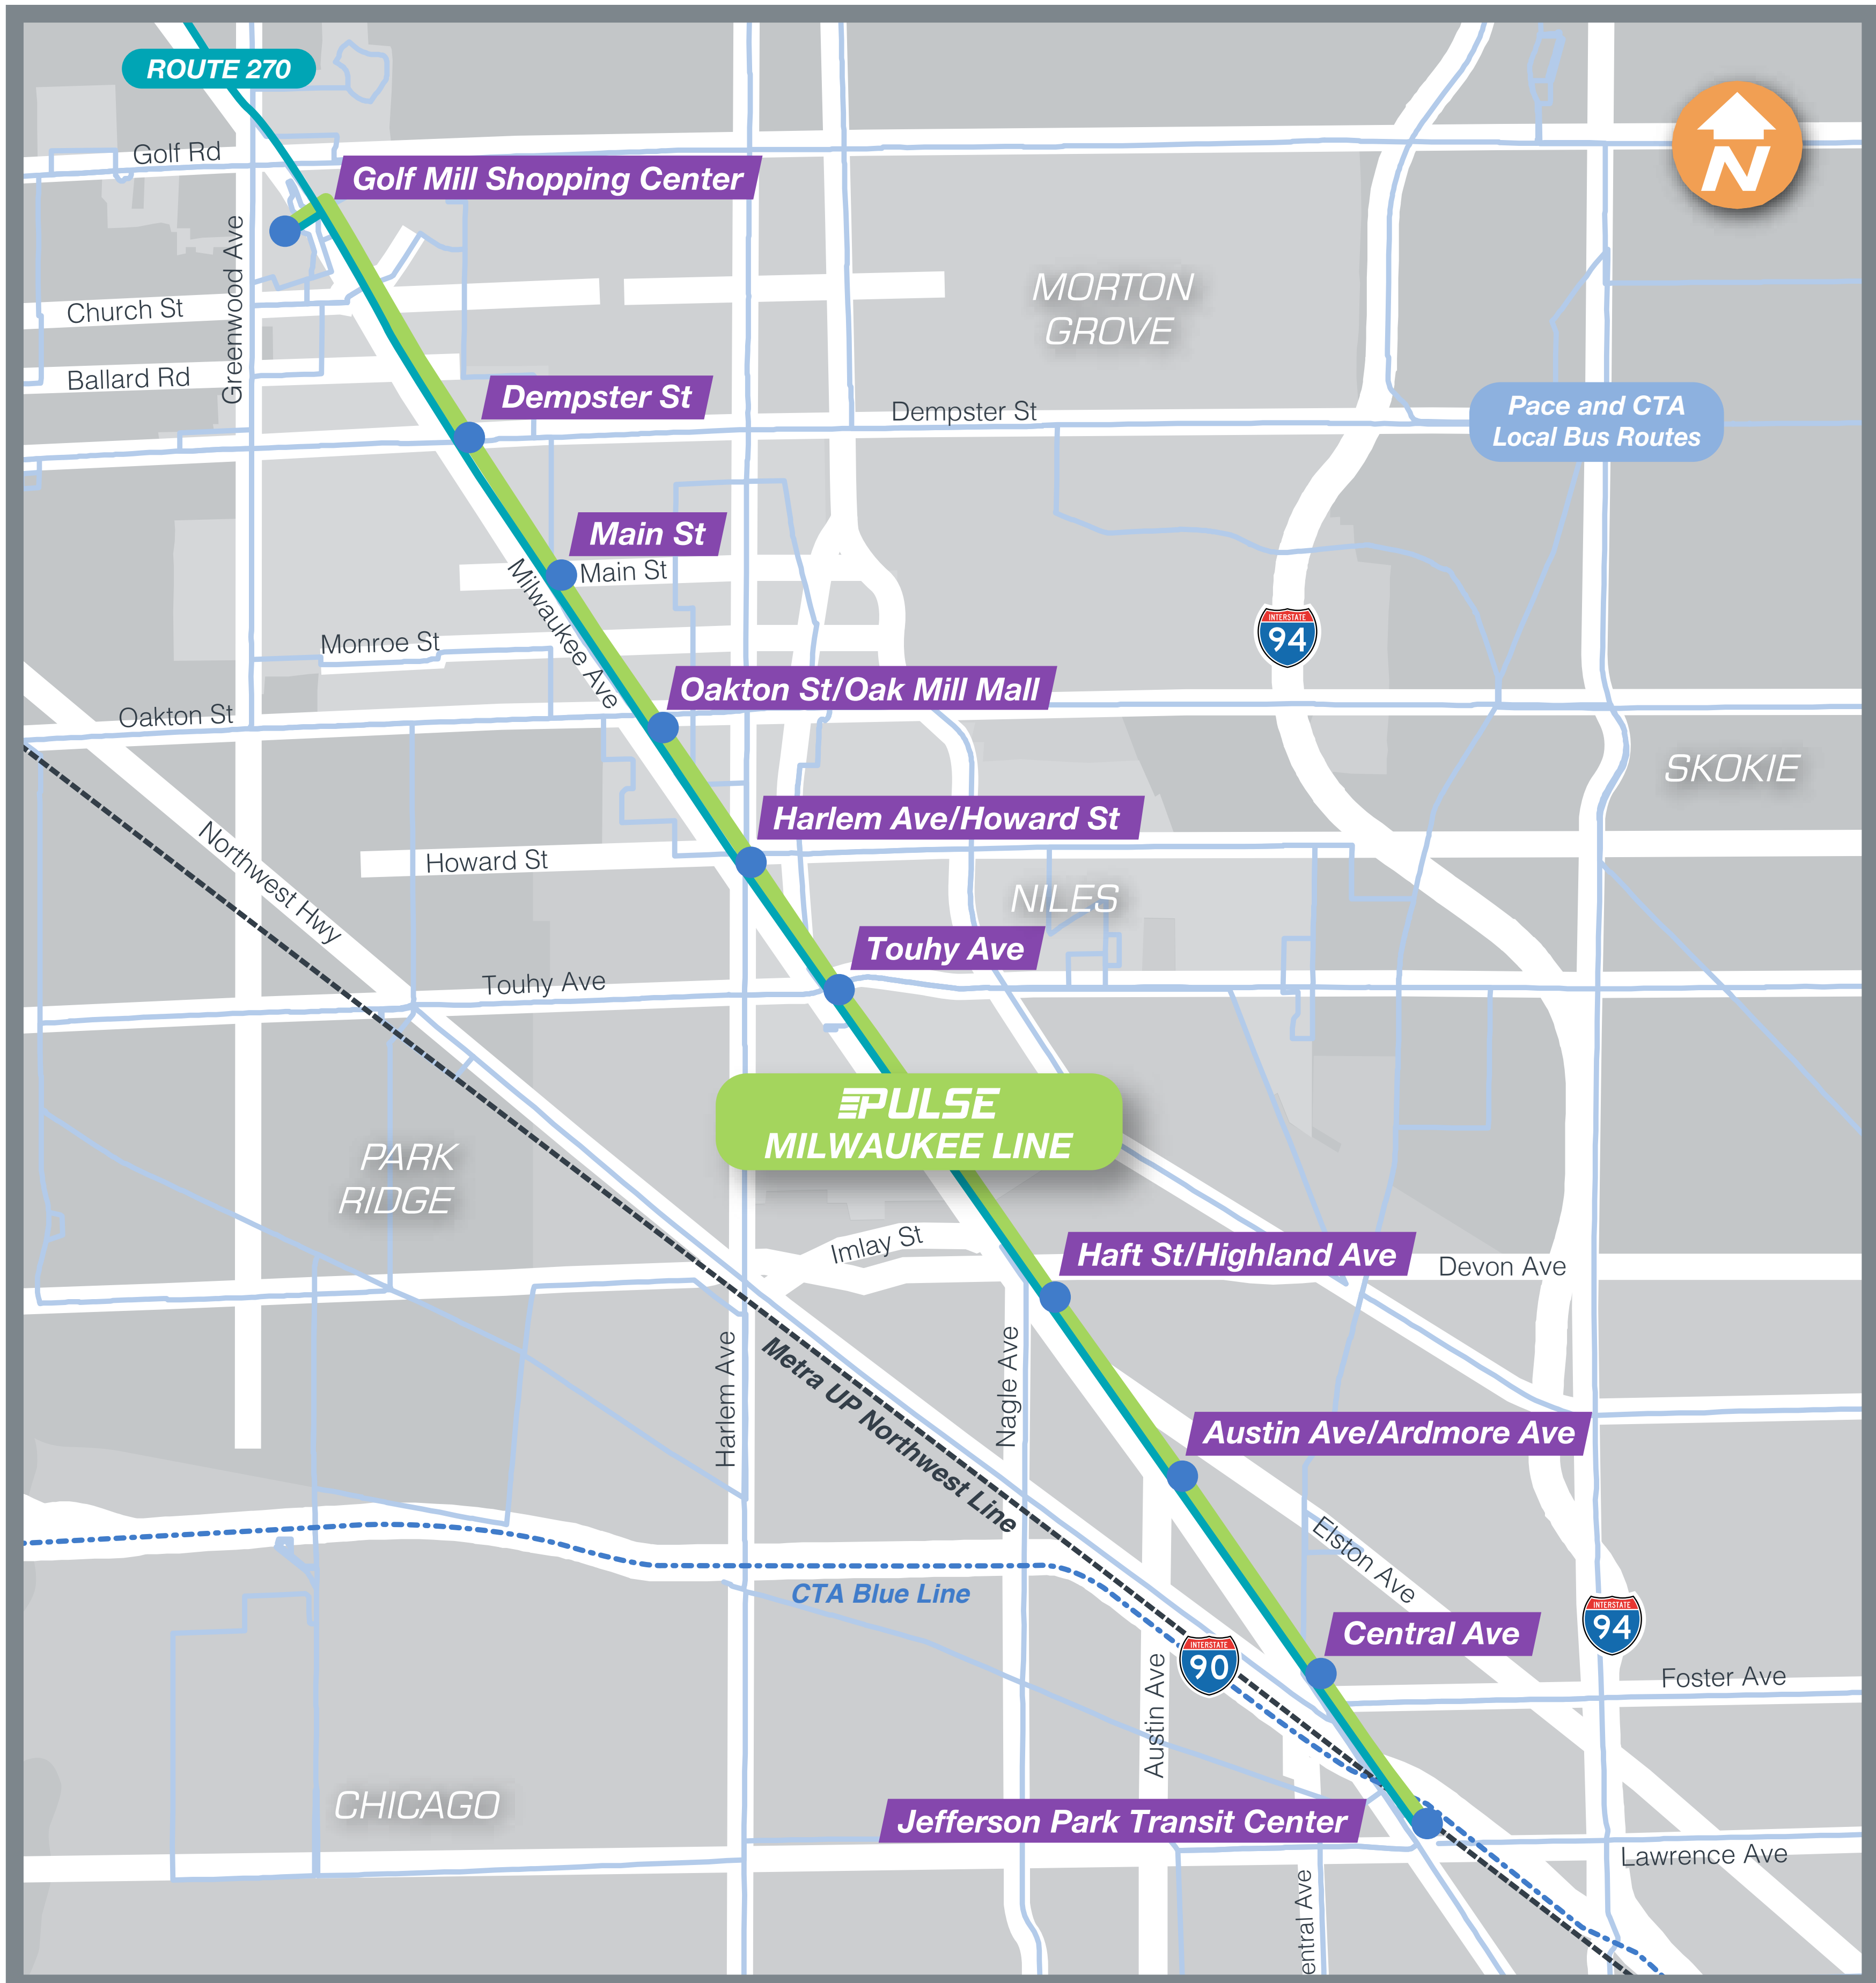 ROUTE 270
N
Golf Rd
Golf Mill Shopping Center
Greenwood Ave
Church St
MORTON
GROVE
Ballard Rd
Dempster St
Dempster St
Pace and CTA
Local Bus Routes
Main St
Main St
Milwaukee Ave
Monroe St
INTERSTATE
94
Oakton St/Oak Mill Mall
Oakton St
SKOKIE
Harlem Ave/Howard St
Northwest Hwy
Howard St
NILES
Touhy Ave
Touhy Ave
PULSE
MILWAUKEE LINE
PARK
RIDGE
Imlay St
Haft St/Highland Ave
Devon Ave
Harlem Ave
Metra UP Northwest Line
Nagle Ave
Austin Ave/Ardmore Ave
Elston Ave
CTA Blue Line
Central Ave
INTERSTATE
94
INTERSTATE
90
Austin Ave
Foster Ave
CHICAGO
Jefferson Park Transit Center
Lawrence Ave
entral Ave